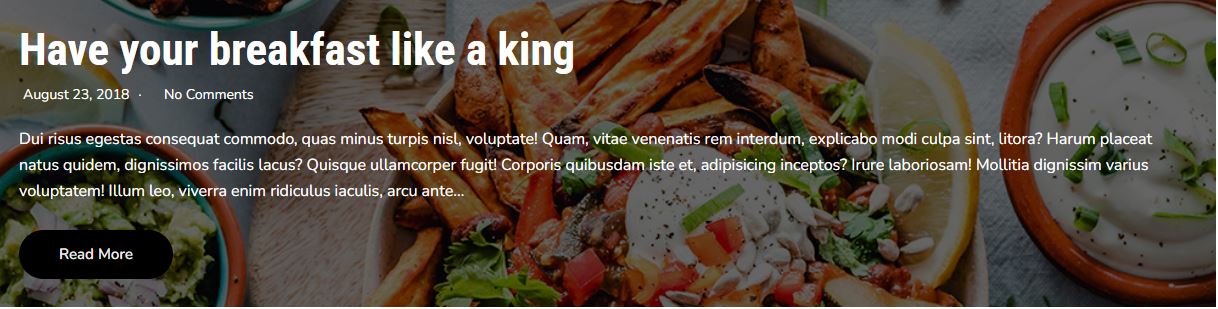 Have your breakfast like a king
August 23, 2018 · No Comments
Dui risus egestas consequat commodo, quas minus turpis nisl, voluptate! Quam, vitae venenatis rem interdum, explicabo modi culpa sint, litora? Harum placeat
natus quidem, dignissimos facilis lacus? Quisque ullamcorper fugit! Corporis quibusdam iste et, adipisicing inceptos? Irure laboriosam! Mollitia dignissim varius
voluptatem! Illum leo, viverra enim ridiculus iaculis, arcu ante...
Read More